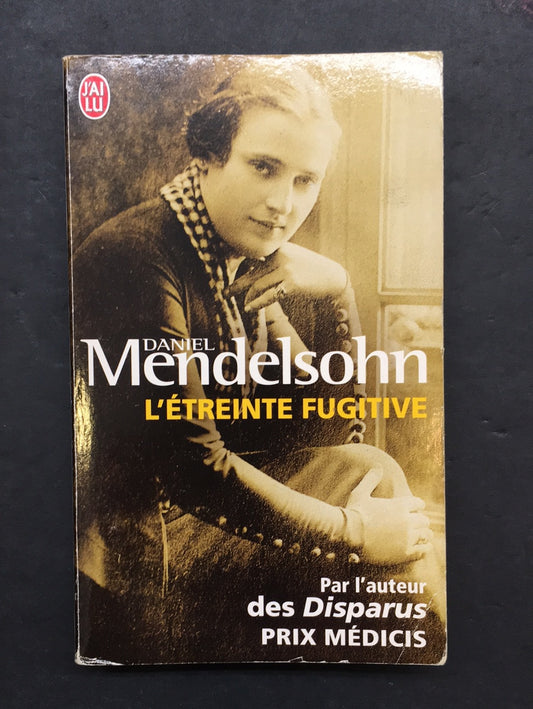 J'AI
LU
DANIEL
Mendelsohn
L'ÉTREINTE FUGITIVE
Par l'auteur
des Disparus
PRIX MÉDICIS